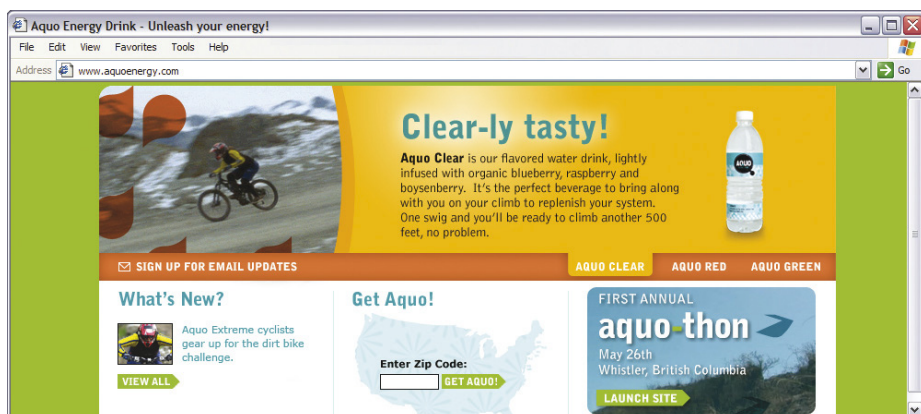 Aquo Energy Drink - Unleash your energy!
File Edit View Favorites Tools Help
Address www.aquoenergy.com Go
Clear-ly tasty!
Aquo Clear is our flavored water drink, lightly
infused with organic blueberry, raspberry and
boysenberry. It's the perfect beverage to bring along
with you on your climb to replenish your system.
One swig and you'll be ready to climb another 500
feet, no problem.
AQUO
SIGN UP FOR EMAIL UPDATES
AQUO CLEAR AQUO RED AQUO GREEN
What's New?
Aquo Extreme cyclists
gear up for the dirt bike
challenge.
VIEW ALL
Get Aquo!
Enter Zip Code:
GET AQUO!
FIRST ANNUAL
aquo-thon
May 26th
Whistler, British Columbia
LAUNCH SITE